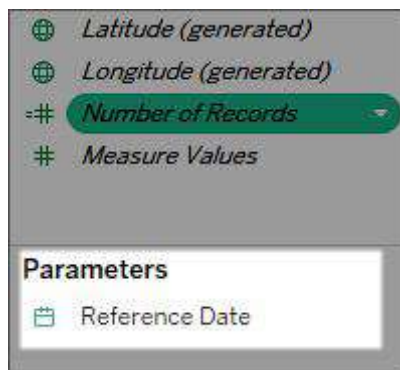 Latitude (generated)
Longitude (generated)
Number of Records
Measure Values
Parameters
Reference Date